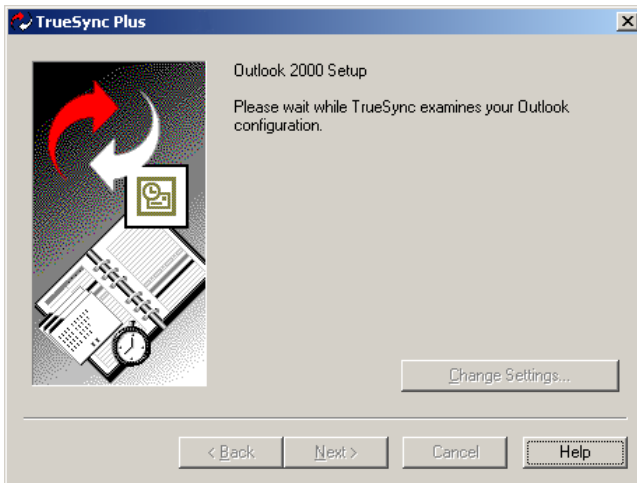 TrueSync Plus
Outlook 2000 Setup
Please wait while TrueSync examines your Outlook
configuration.
Change Settings...
< Back
Next >
Cancel
Help